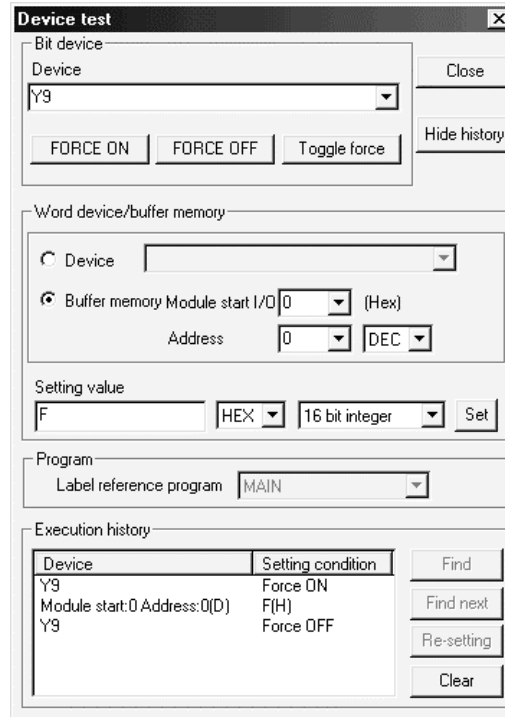 Device test
Bit device
Device
Y9
Close
FORCE ON FORCE OFF Toggle force
Hide history
Word device/buffer memory
Device
Buffer memory Module start I/O 0 (Hex)
Address 0 DEC
Setting value
F HEX 16 bit integer Set
Program
Label reference program MAIN
Execution history
Device Setting condition
Y9 Force ON
Module start:0 Address:0(D) F(H)
Y9 Force OFF
Find
Find next
Re-setting
Clear